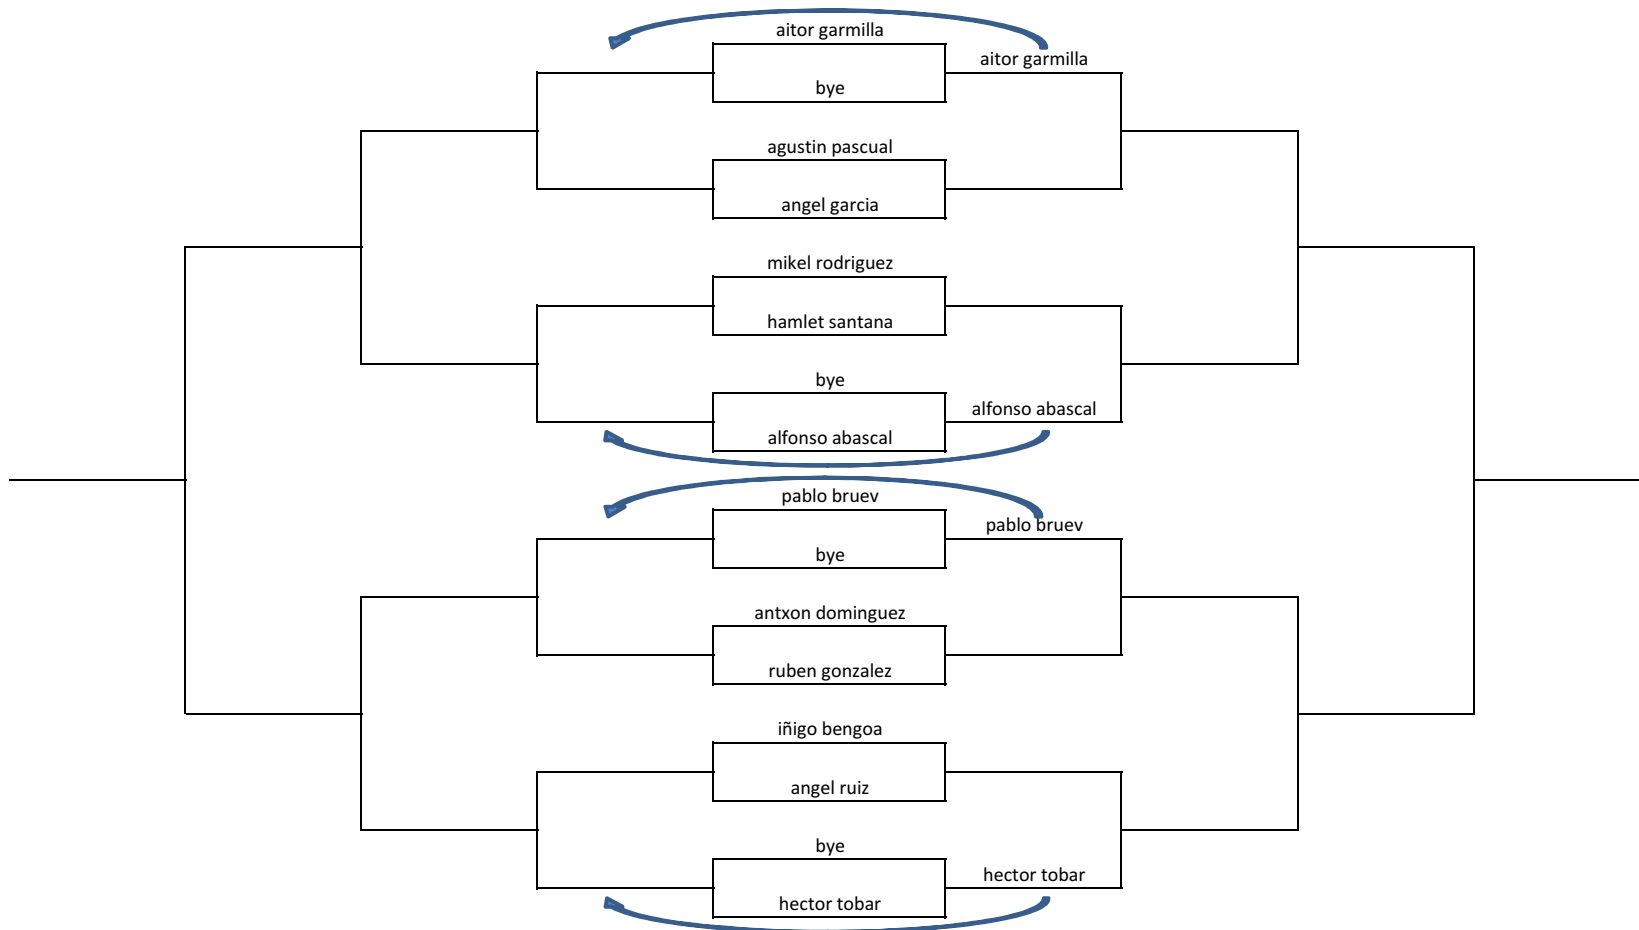 aitor garmilla
aitor garmilla
bye
agustin pascual
angel garcia
mikel rodriguez
hamlet santana
bye
alfonso abascal
alfonso abascal
pablo bruev
pablo bruev
bye
antxon dominguez
ruben gonzalez
iñigo bengoa
angel ruiz
bye
hector tobar
hector tobar